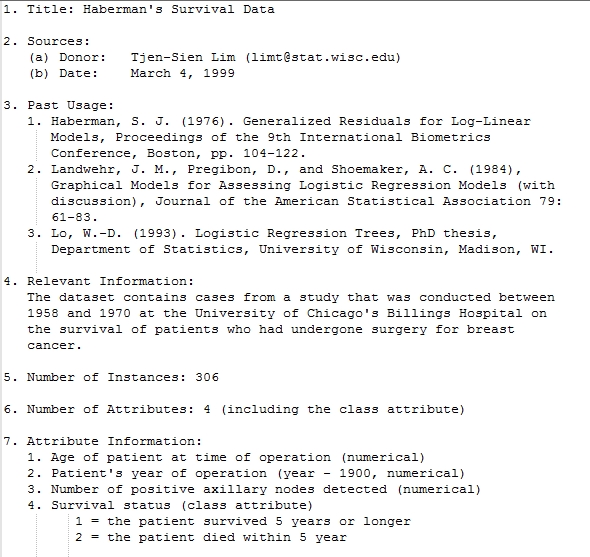 1. Title: Haberman's Survival Data
2. Sources:
(a) Donor: Tjen-Sien Lim (limt@stat.wisc.edu)
(b) Date: March 4, 1999
3. Past Usage:
1. Haberman, S. J. (1976). Generalized Residuals for Log-Linear
Models, Proceedings of the 9th International Biometrics
Conference, Boston, pp. 104-122.
2. Landwehr, J. M., Pregibon, D., and Shoemaker, A. C. (1984),
Graphical Models for Assessing Logistic Regression Models (with
discussion), Journal of the American Statistical Association 79:
61-83.
3. Lo, W.-D. (1993). Logistic Regression Trees, PhD thesis,
Department of Statistics, University of Wisconsin, Madison, WI.
4. Relevant Information:
The dataset contains cases from a study that was conducted between
1958 and 1970 at the University of Chicago's Billings Hospital on
the survival of patients who had undergone surgery for breast
cancer.
5. Number of Instances: 306
6. Number of Attributes: 4 (including the class attribute)
7. Attribute Information:
1. Age of patient at time of operation (numerical)
2. Patient's year of operation (year - 1900, numerical)
3. Number of positive axillary nodes detected (numerical)
4. Survival status (class attribute)
1 = the patient survived 5 years or longer
2 = the patient died within 5 year